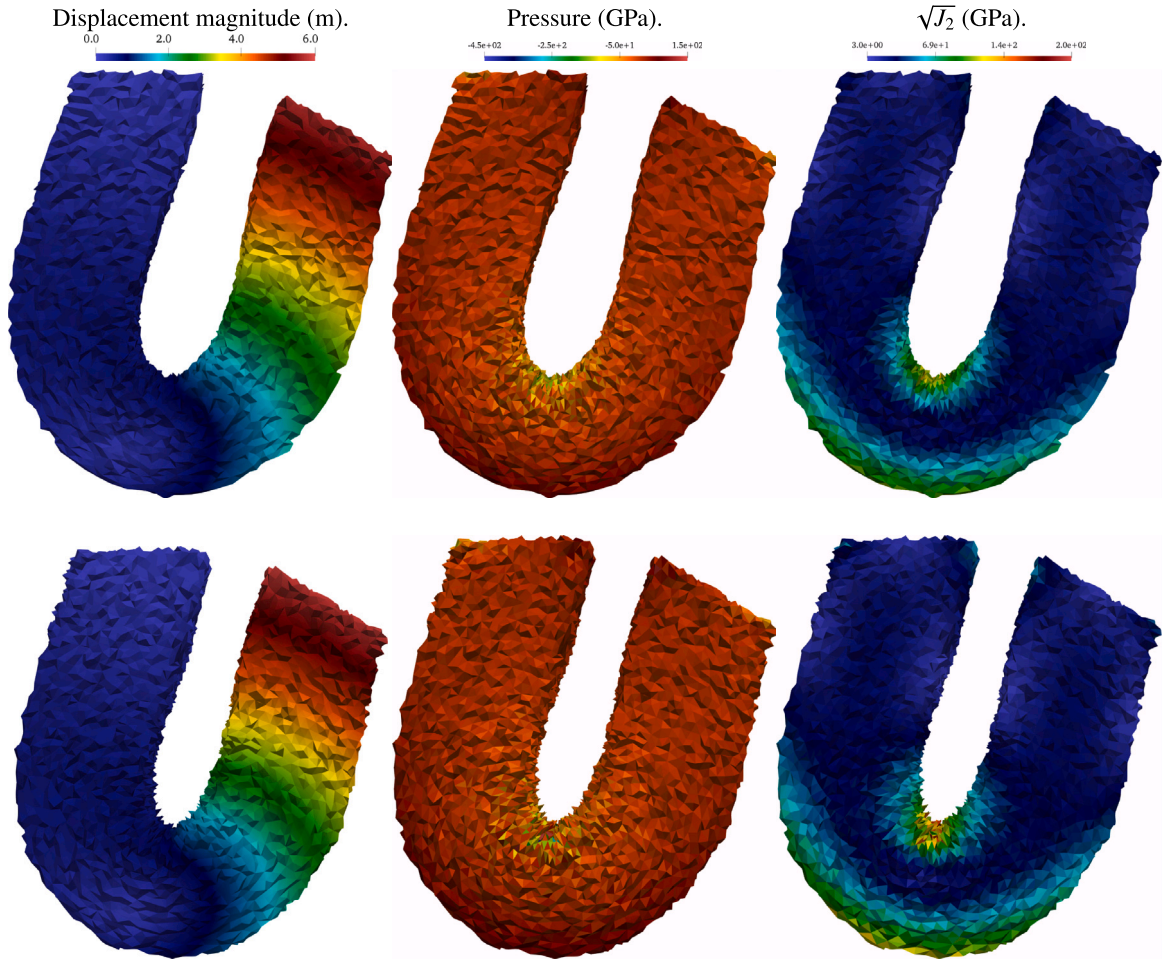 Displacement magnitude (m). Pressure (GPa). √J₂ (GPa).
0.0 2.0 4.0 6.0 -4.5e+02 -2.5e+2 -5.0e+1 1.5e+02 3.0e+00 6.9e+1 1.4e+2 2.0e+02